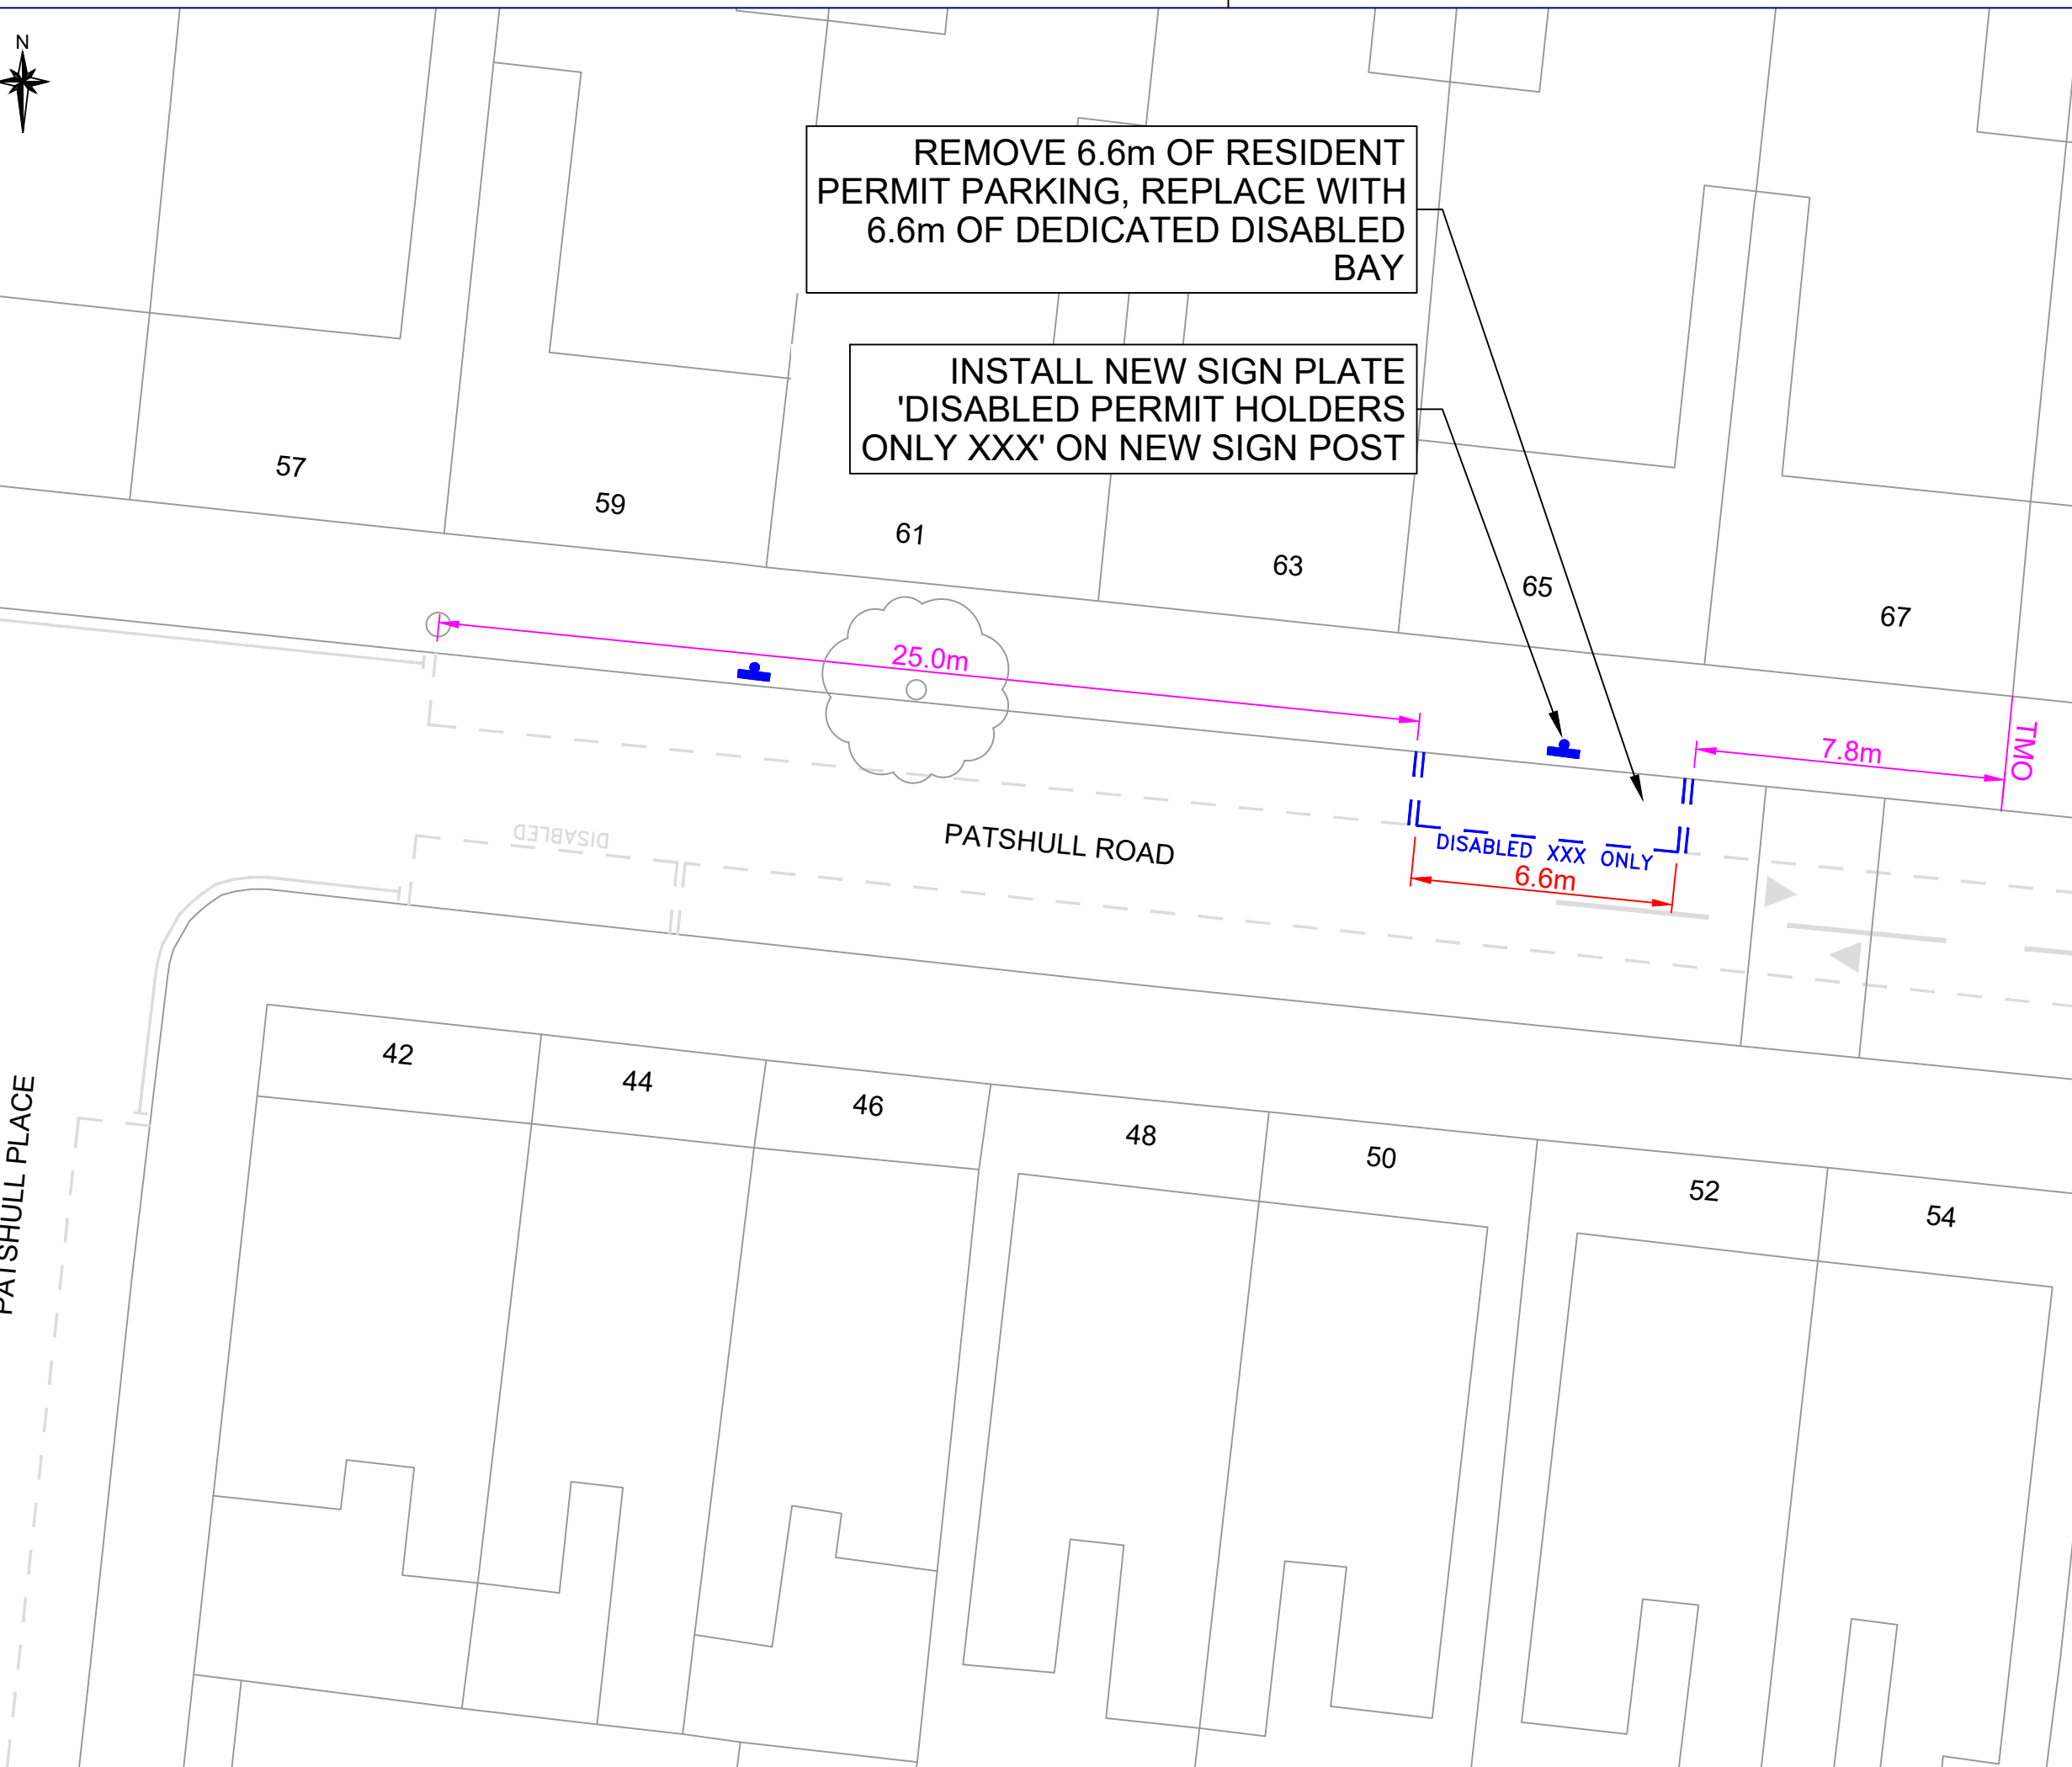 N
REMOVE 6.6m OF RESIDENT
PERMIT PARKING, REPLACE WITH
6.6m OF DEDICATED DISABLED
BAY
INSTALL NEW SIGN PLATE
'DISABLED PERMIT HOLDERS
ONLY XXX' ON NEW SIGN POST
57
59
61
63
65
67
25.0m
7.8m
TMO
DISABLED
PATSHULL ROAD
DISABLED XXX ONLY
6.6m
PATSHULL PLACE
42
44
46
48
50
52
54